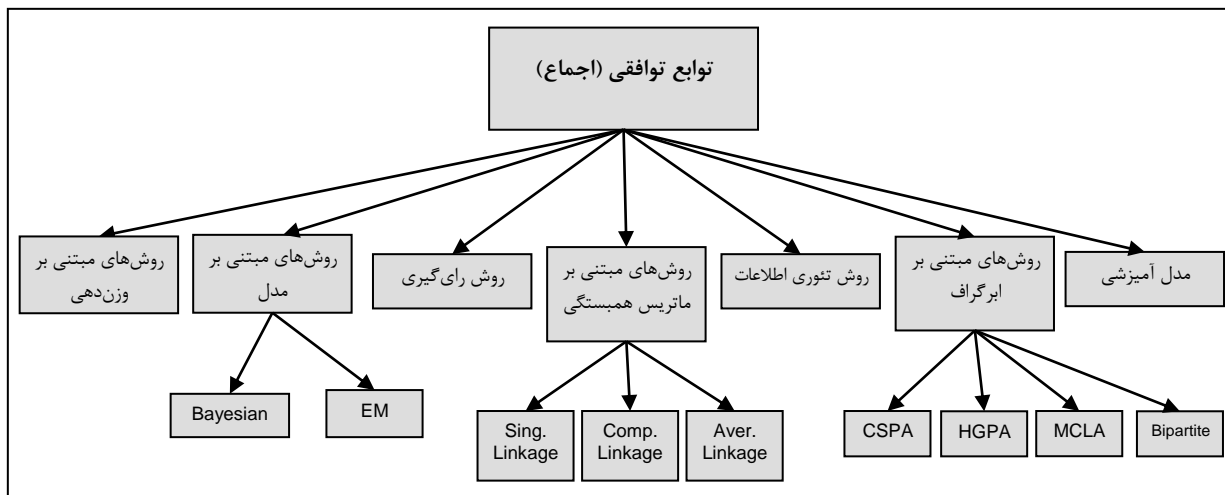 توابع توافقی (اجماع)
مدل آمیزشی
روش‌های مبتنی بر
ابرگراف
روش تئوری اطلاعات
روش‌های مبتنی بر
ماتریس همبستگی
روش رای‌گیری
روش‌های مبتنی بر
مدل
روش‌های مبتنی بر
وزن‌دهی
Bayesian
EM
Sing.
Linkage
Comp.
Linkage
Aver.
Linkage
CSPA
HGPA
MCLA
Bipartite